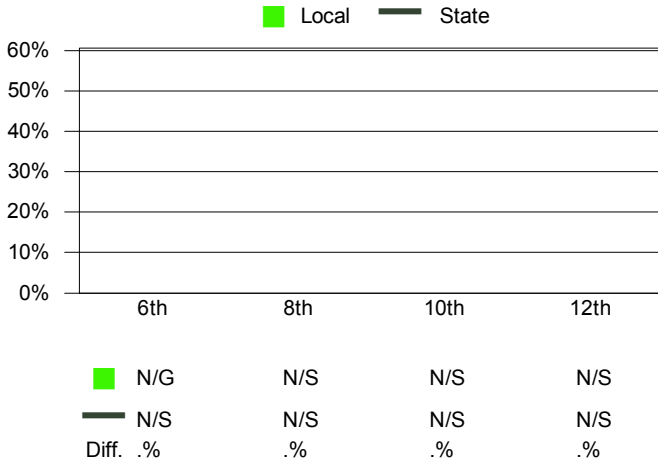 Local State
60%
50%
40%
30%
20%
10%
0%
6th 8th 10th 12th
N/G N/S N/S N/S
N/S N/S N/S N/S
Diff. .% .% .% .%